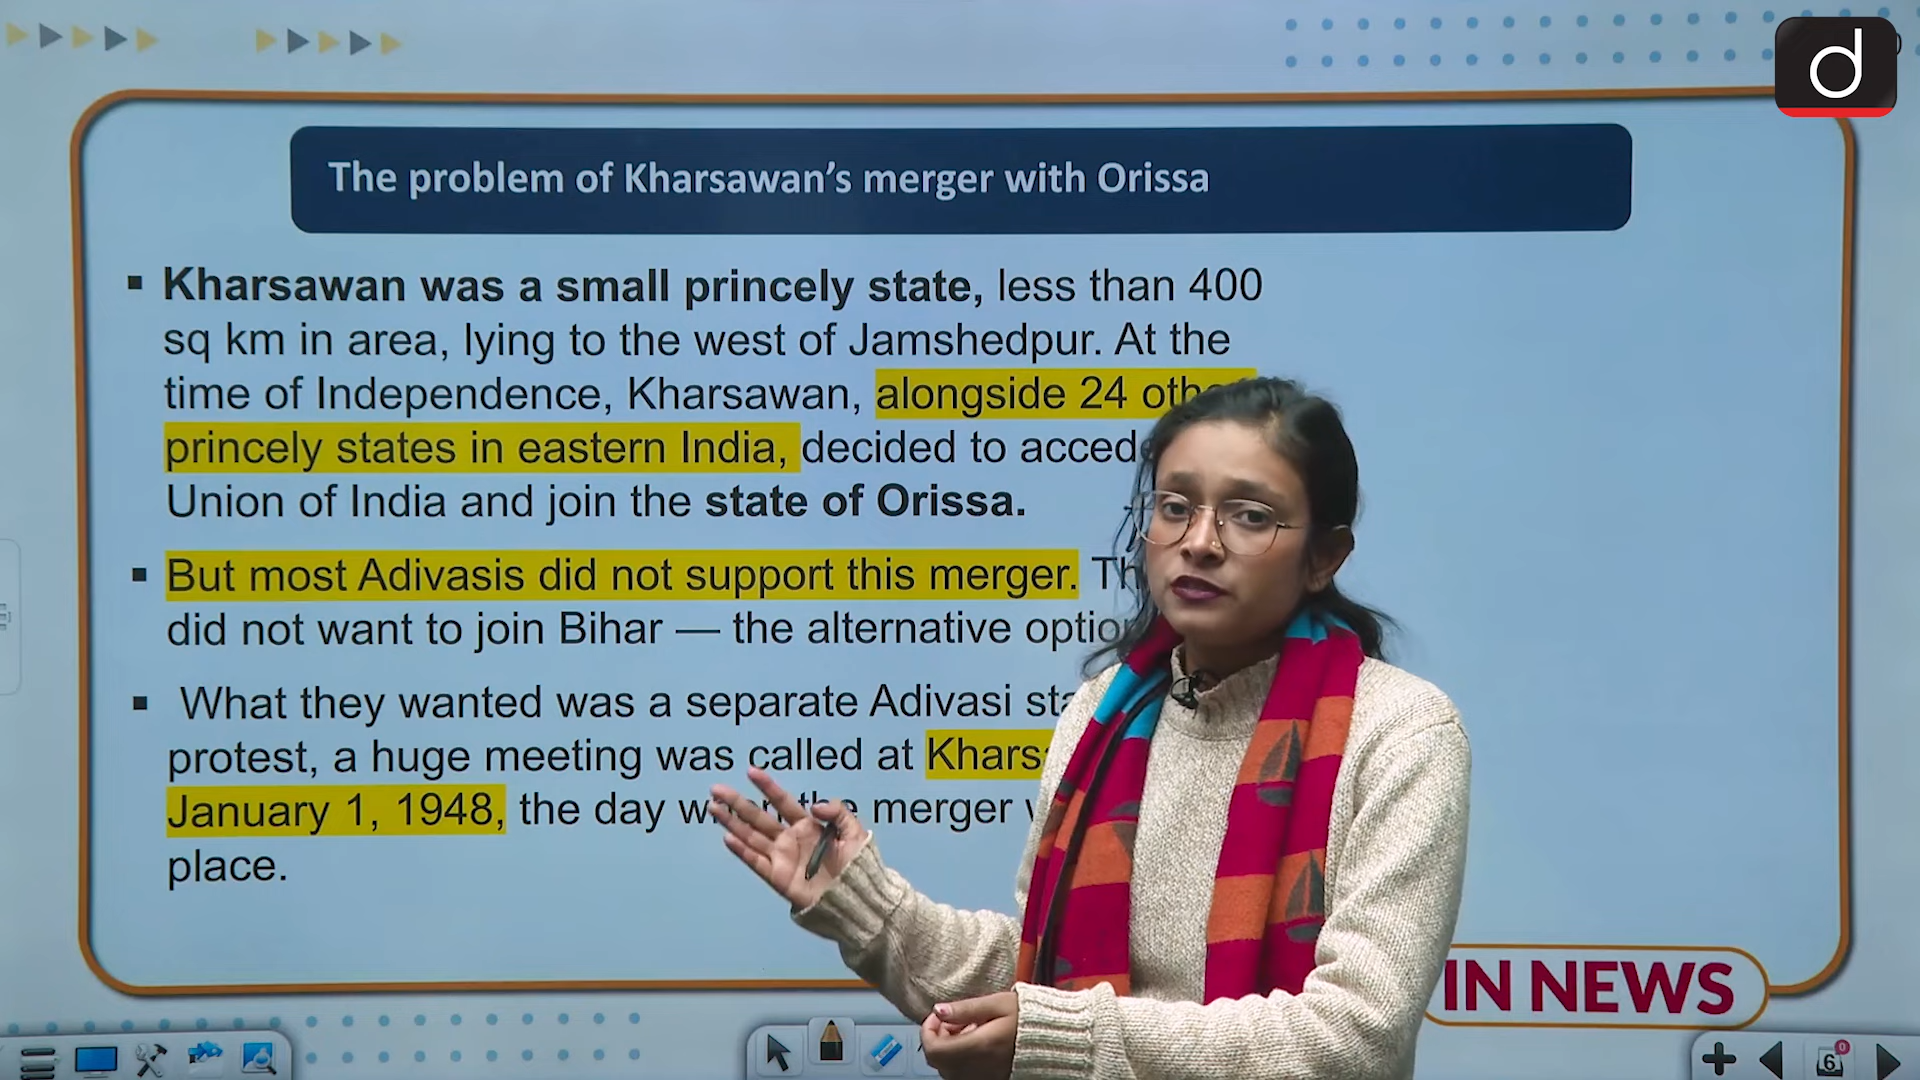 d
The problem of Kharsawan’s merger with Orissa
▪ Kharsawan was a small princely state, less than 400
sq km in area, lying to the west of Jamshedpur. At the
time of Independence, Kharsawan, alongside 24
princely states in eastern India, decided to
Union of India and join the state of Orissa.
▪ But most Adivasis did not support this merger.
did not want to join Bihar — the alternative
▪ What they wanted was a separate Adivasi
protest, a huge meeting was called at
January 1, 1948, the day merger
place.
IN NEWS
6
0